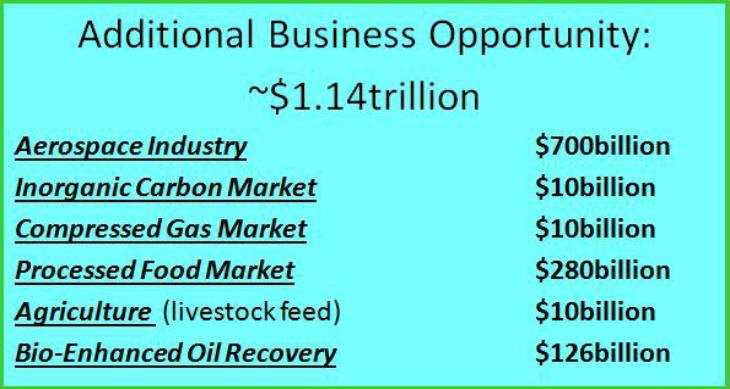 Additional Business Opportunity:
~$1.14trillion
Aerospace Industry $700billion
Inorganic Carbon Market $10billion
Compressed Gas Market $10billion
Processed Food Market $280billion
Agriculture (livestock feed) $10billion
Bio-Enhanced Oil Recovery $126billion